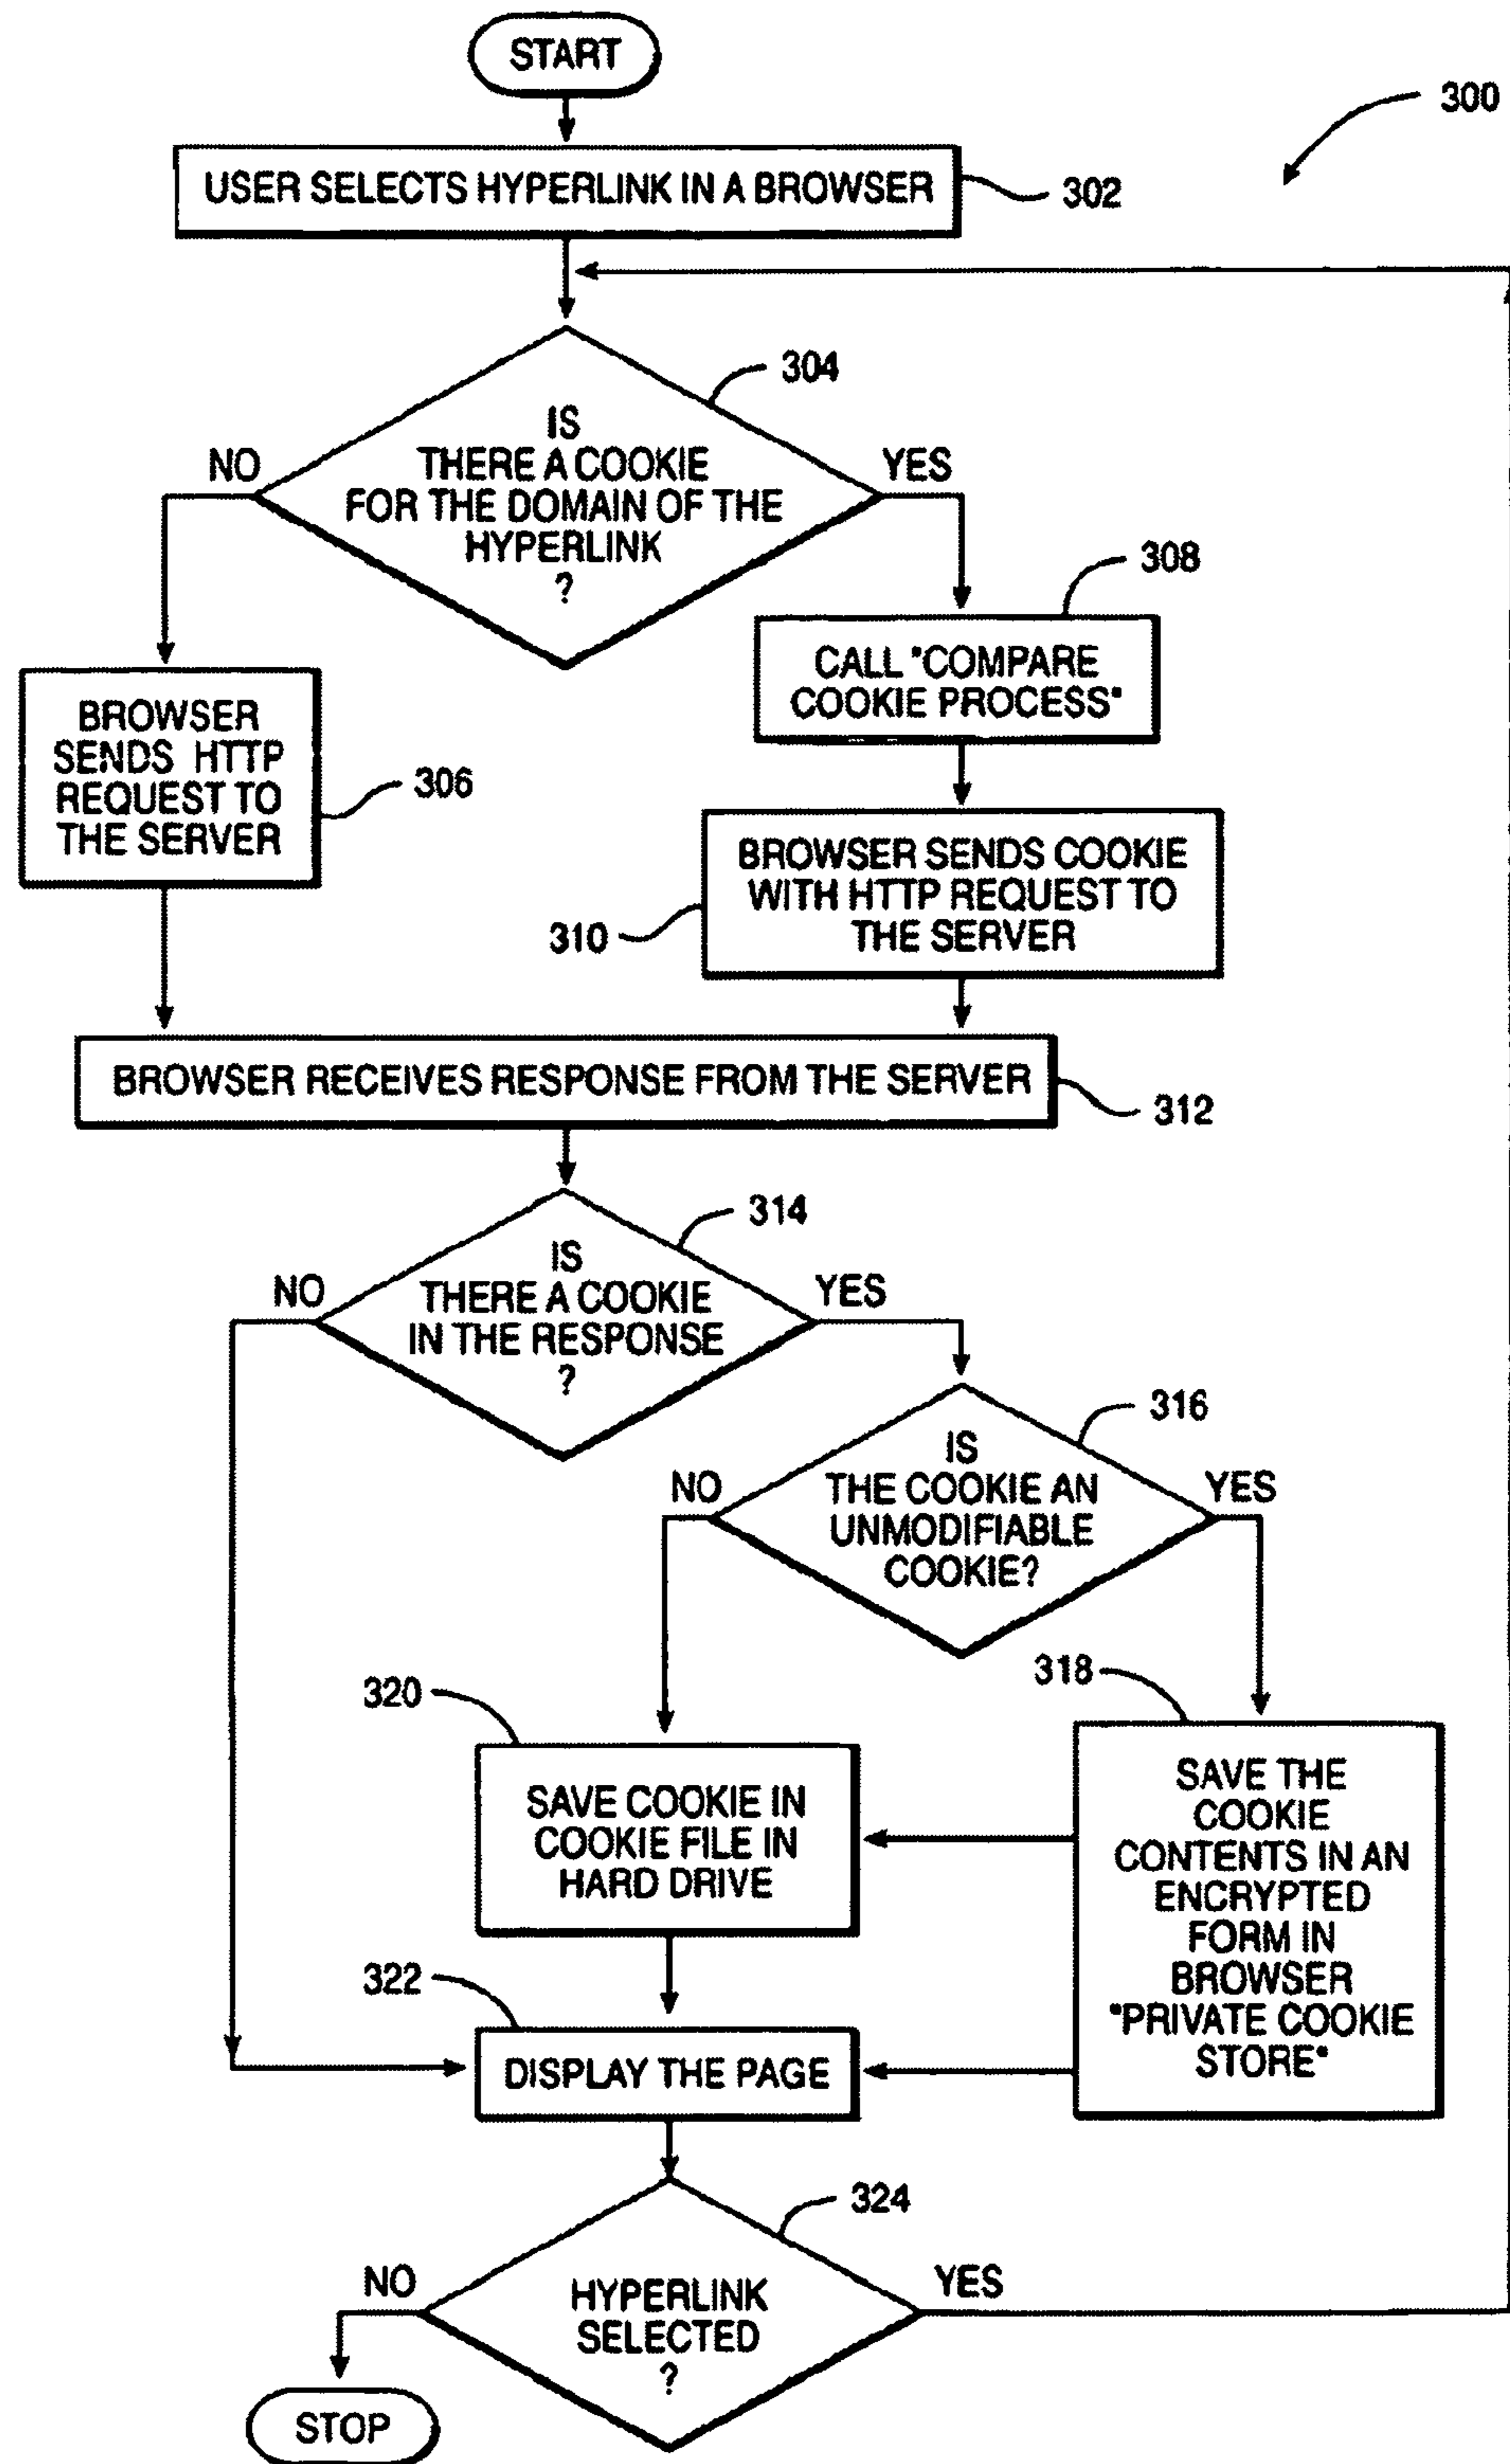 START
300
USER SELECTS HYPERLINK IN A BROWSER
302
304
IS
THERE A COOKIE
FOR THE DOMAIN OF THE
HYPERLINK
?
NO
YES
308
CALL "COMPARE
COOKIE PROCESS"
BROWSER
SENDS HTTP
REQUEST TO
THE SERVER
306
BROWSER SENDS COOKIE
WITH HTTP REQUEST TO
THE SERVER
310
BROWSER RECEIVES RESPONSE FROM THE SERVER
312
314
IS
THERE A COOKIE
IN THE RESPONSE
?
NO
YES
316
IS
THE COOKIE AN
UNMODIFIABLE
COOKIE?
NO
YES
318
320
SAVE COOKIE IN
COOKIE FILE IN
HARD DRIVE
SAVE THE
COOKIE
CONTENTS IN AN
ENCRYPTED
FORM IN
BROWSER
"PRIVATE COOKIE
STORE"
322
DISPLAY THE PAGE
324
HYPERLINK
SELECTED
?
NO
YES
STOP